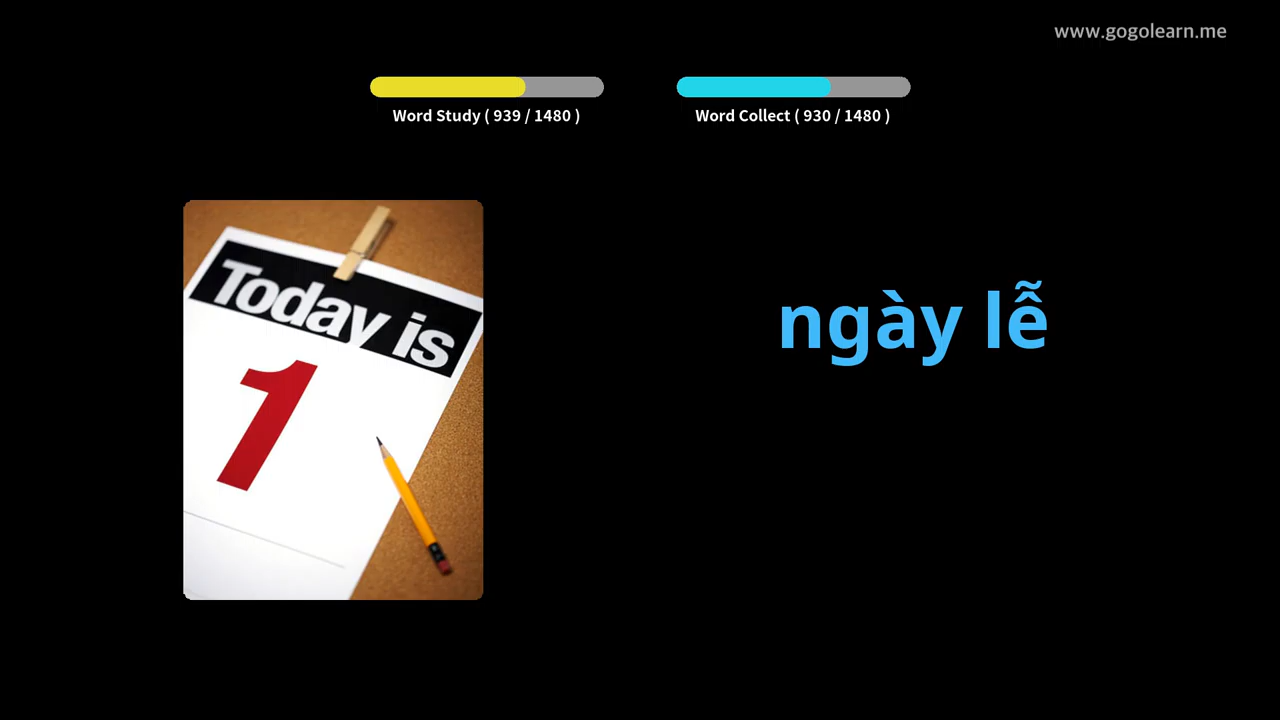 www.gogolearn.me
Word Study ( 939 / 1480 )
Word Collect ( 930 / 1480 )
Today is
1
ngày lễ